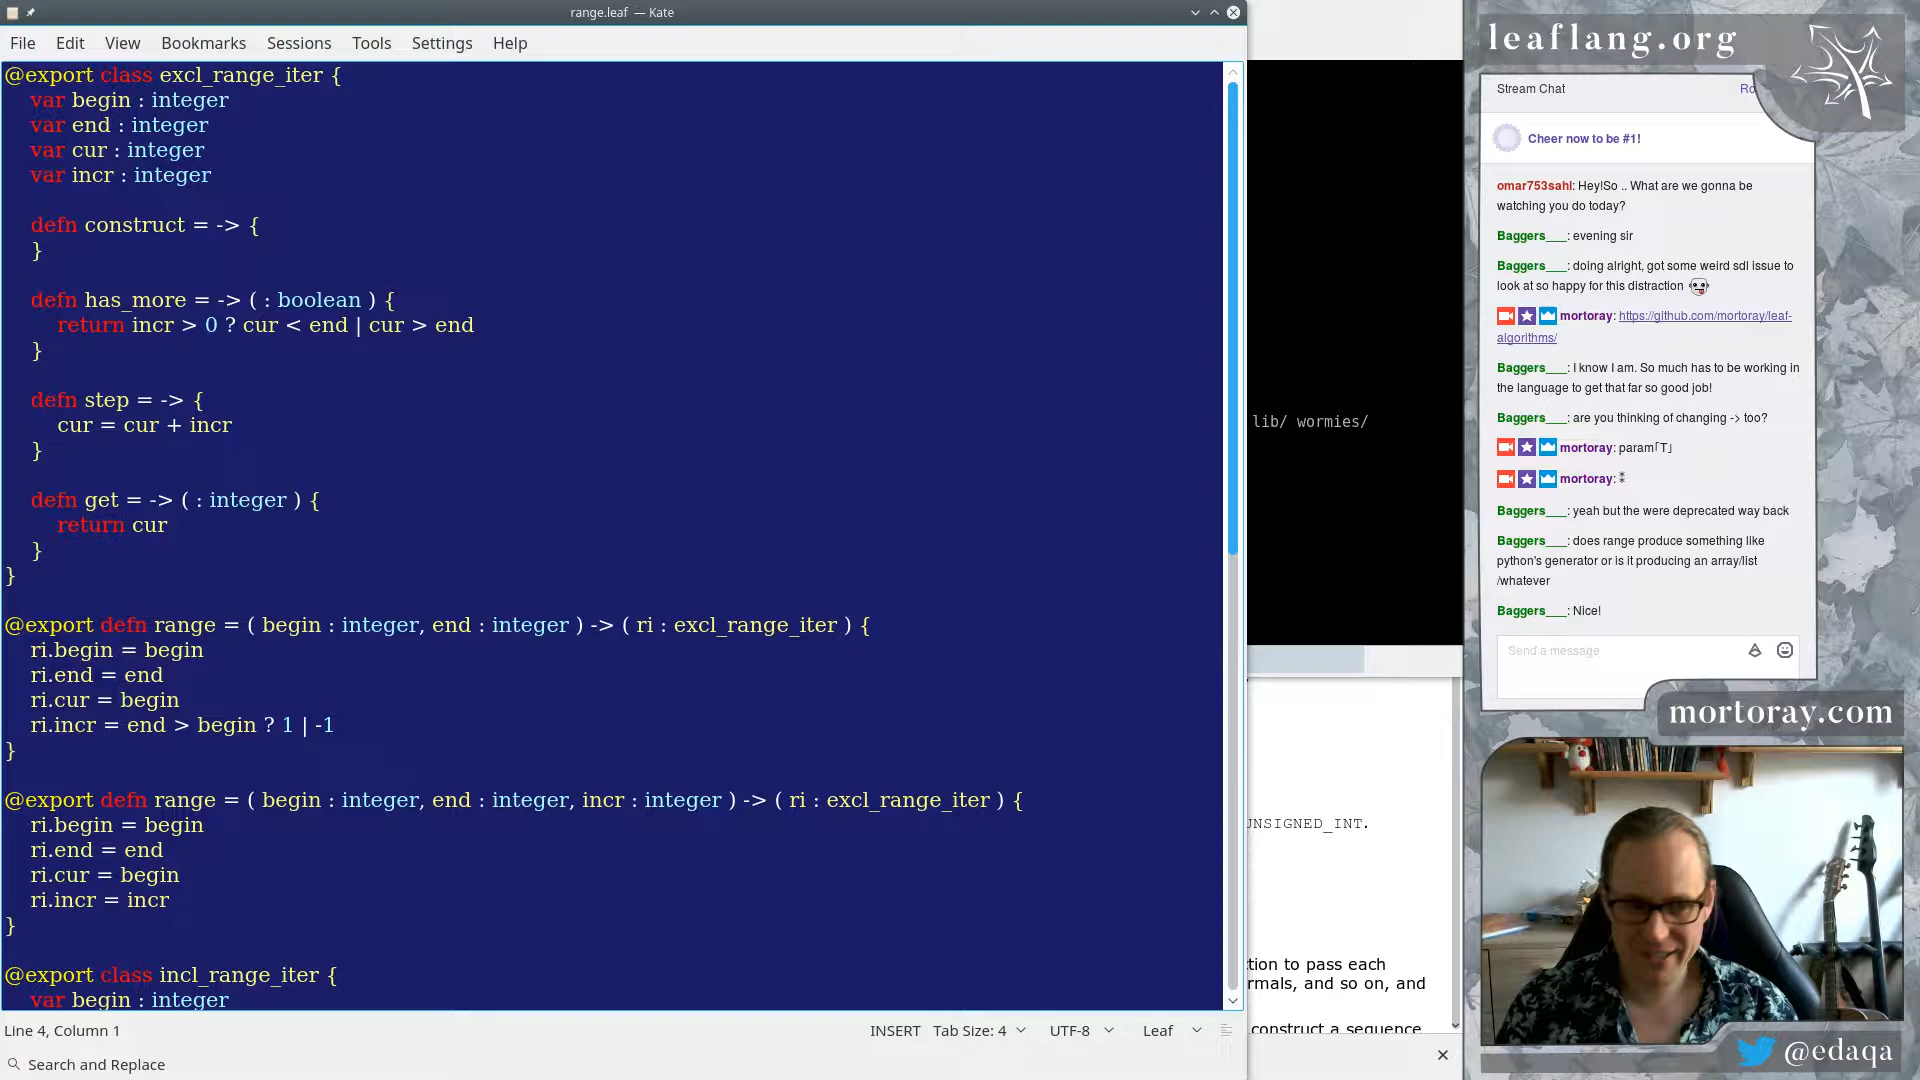 range.leaf — Kate
File Edit View Bookmarks Sessions Tools Settings Help
@export class excl_range_iter {
var begin : integer
var end : integer
var cur : integer
var incr : integer
defn construct = -> {
}
defn has_more = -> ( : boolean ) {
return incr > 0 ? cur < end | cur > end
}
defn step = -> {
cur = cur + incr
}
defn get = -> ( : integer ) {
return cur
}
}
@export defn range = ( begin : integer, end : integer ) -> ( ri : excl_range_iter ) {
ri.begin = begin
ri.end = end
ri.cur = begin
ri.incr = end > begin ? 1 | -1
}
@export defn range = ( begin : integer, end : integer, incr : integer ) -> ( ri : excl_range_iter ) {
ri.begin = begin
ri.end = end
ri.cur = begin
ri.incr = incr
}
@export class incl_range_iter {
var begin : integer
Line 4, Column 1
INSERT Tab Size: 4 UTF-8 Leaf
Search and Replace
lib/ wormies/
UNSIGNED_INT.
tion to pass each
rmals, and so on, and
construct a sequence
leaflang.org
Stream Chat
Ro
Cheer now to be #1!
omar753sahl: Hey!So .. What are we gonna be
watching you do today?
Baggers___: evening sir
Baggers___: doing alright, got some weird sdl issue to
look at so happy for this distraction
mortoray: https://github.com/mortoray/leaf-
algorithms/
Baggers___: I know I am. So much has to be working in
the language to get that far so good job!
Baggers___: are you thinking of changing -> too?
mortoray: param「T」
mortoray: ⁑
Baggers___: yeah but the were deprecated way back
Baggers___: does range produce something like
python's generator or is it producing an array/list
/whatever
Baggers___: Nice!
Send a message
mortoray.com
@edaqa